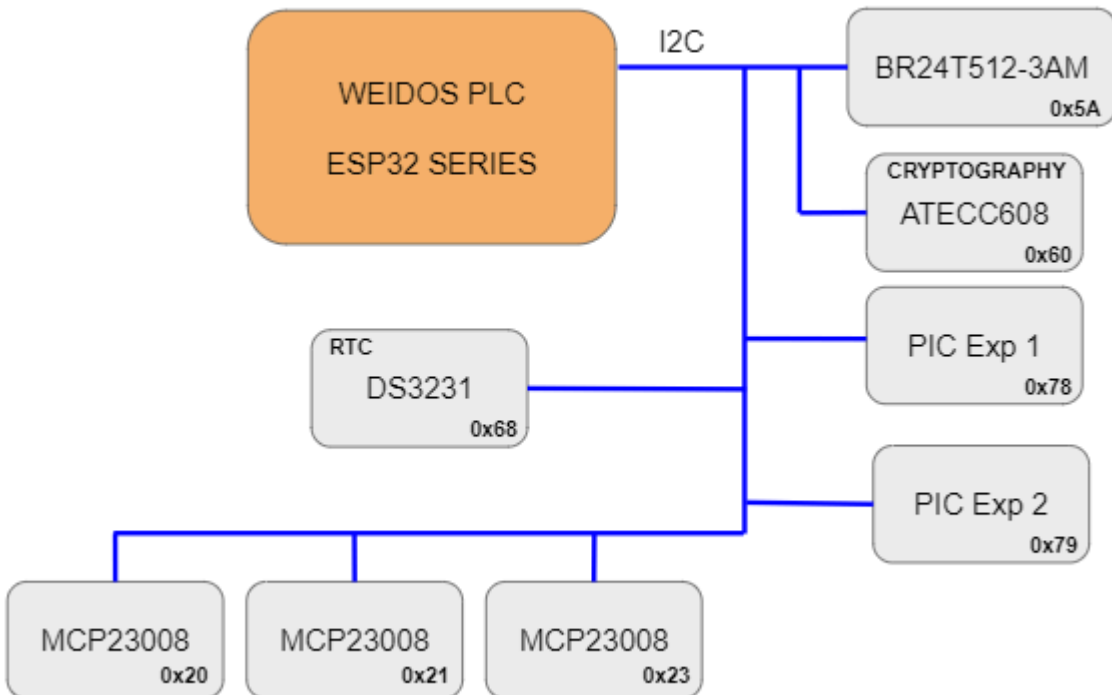 WEIDOS PLC
ESP32 SERIES
I2C
BR24T512-3AM
0x5A
CRYPTOGRAPHY
ATECC608
0x60
PIC Exp 1
0x78
RTC
DS3231
0x68
PIC Exp 2
0x79
MCP23008
0x20
MCP23008
0x21
MCP23008
0x23